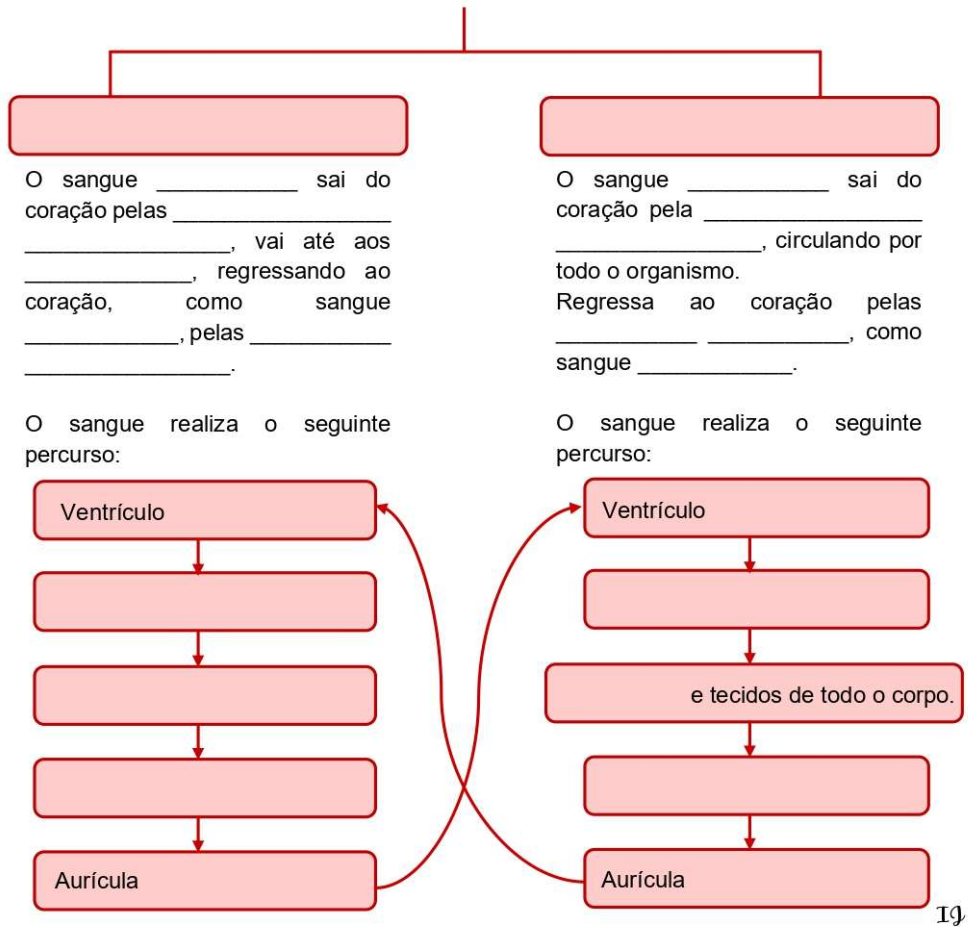 O sangue ___________ sai do
coração pelas _________________
________________, vai até aos
_____________, regressando ao
coração, como sangue
____________, pelas ___________
________________.
O sangue realiza o seguinte
percurso:
Ventrículo
Aurícula
O sangue ___________ sai do
coração pela _________________
________________, circulando por
todo o organismo.
Regressa ao coração pelas
___________ ___________, como
sangue ____________.
O sangue realiza o seguinte
percurso:
Ventrículo
e tecidos de todo o corpo.
Aurícula
IJ